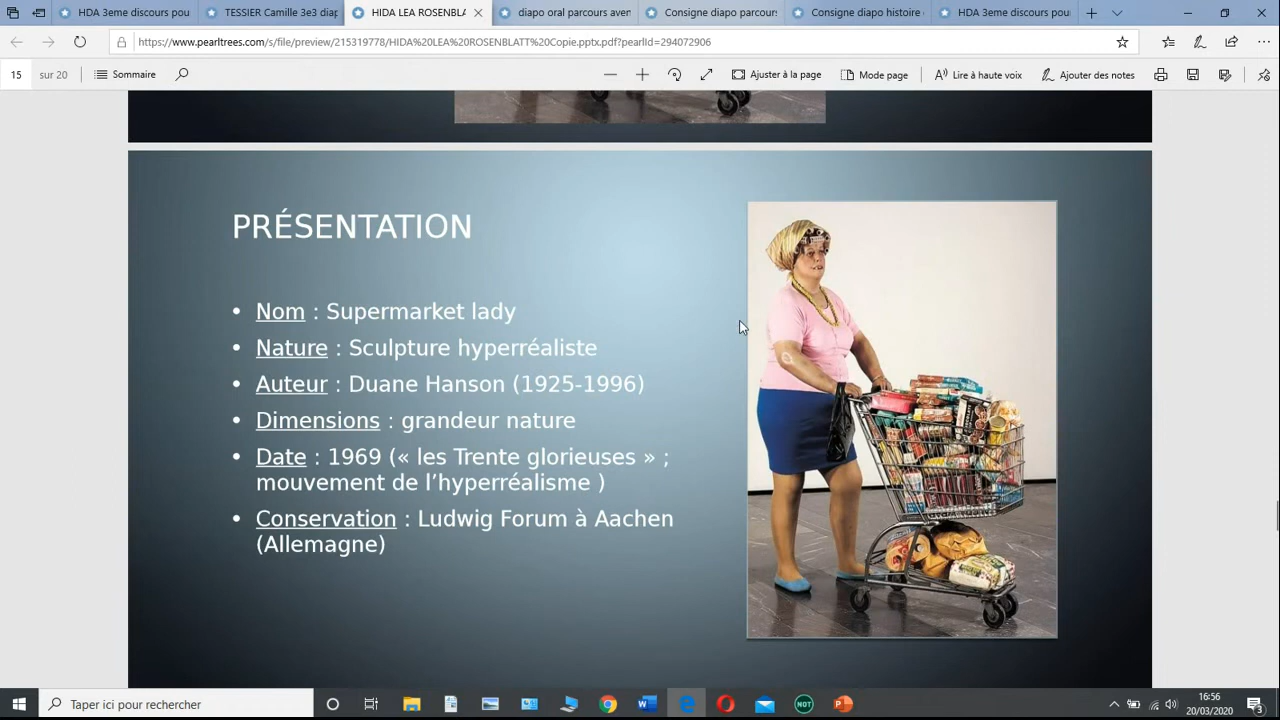 HDA 3eme discours pou
TESSIER Camille 3e3 diap
HIDA LEA ROSENBLA
diapo oral parcours aven
Consigne diapo parcours
Consigne diapo histoire
HDA 3eme discours pou
https://www.pearltrees.com/s/file/preview/215319778/HIDA%20LEA%20ROSENBLATT%20Copie.pptx.pdf?pearlId=294072906
15 sur 20 Sommaire Ajuster à la page Mode page Lire à haute voix Ajouter des notes
PRÉSENTATION
• Nom : Supermarket lady
• Nature : Sculpture hyperréaliste
• Auteur : Duane Hanson (1925-1996)
• Dimensions : grandeur nature
• Date : 1969 (« les Trente glorieuses » ;
mouvement de l’hyperréalisme )
• Conservation : Ludwig Forum à Aachen
(Allemagne)
Taper ici pour rechercher
NOT
16:56
20/03/2020
3